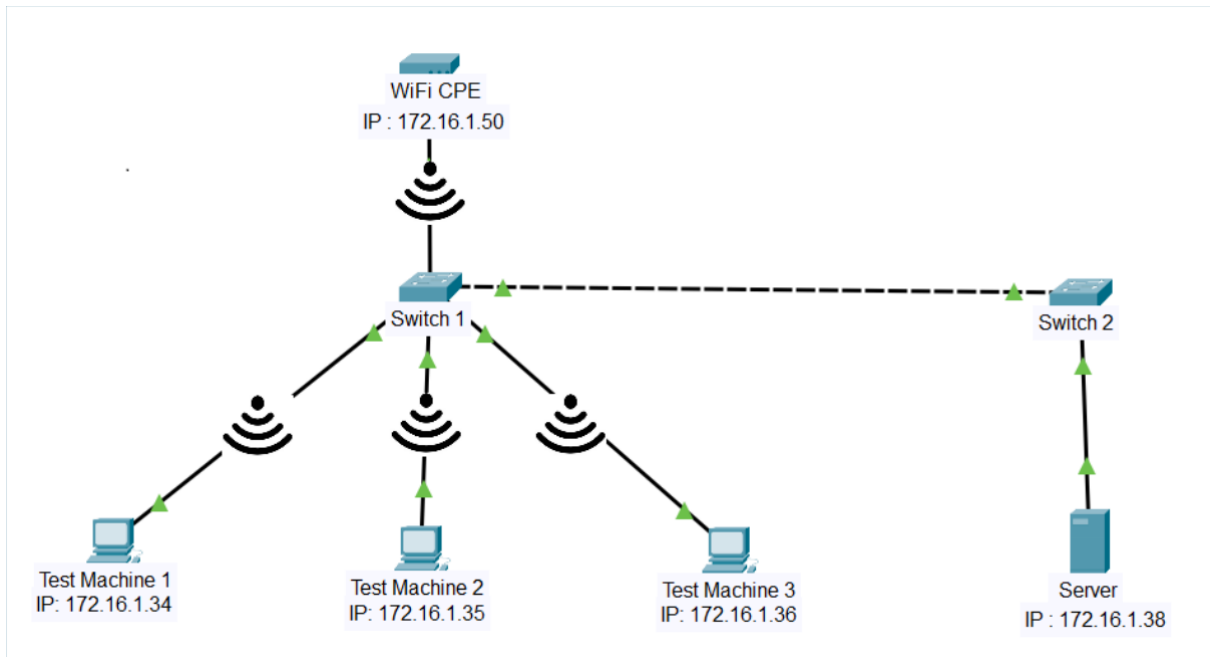 WiFi CPE
IP : 172.16.1.50
Switch 1
Switch 2
Test Machine 1
IP: 172.16.1.34
Test Machine 2
IP: 172.16.1.35
Test Machine 3
IP: 172.16.1.36
Server
IP : 172.16.1.38